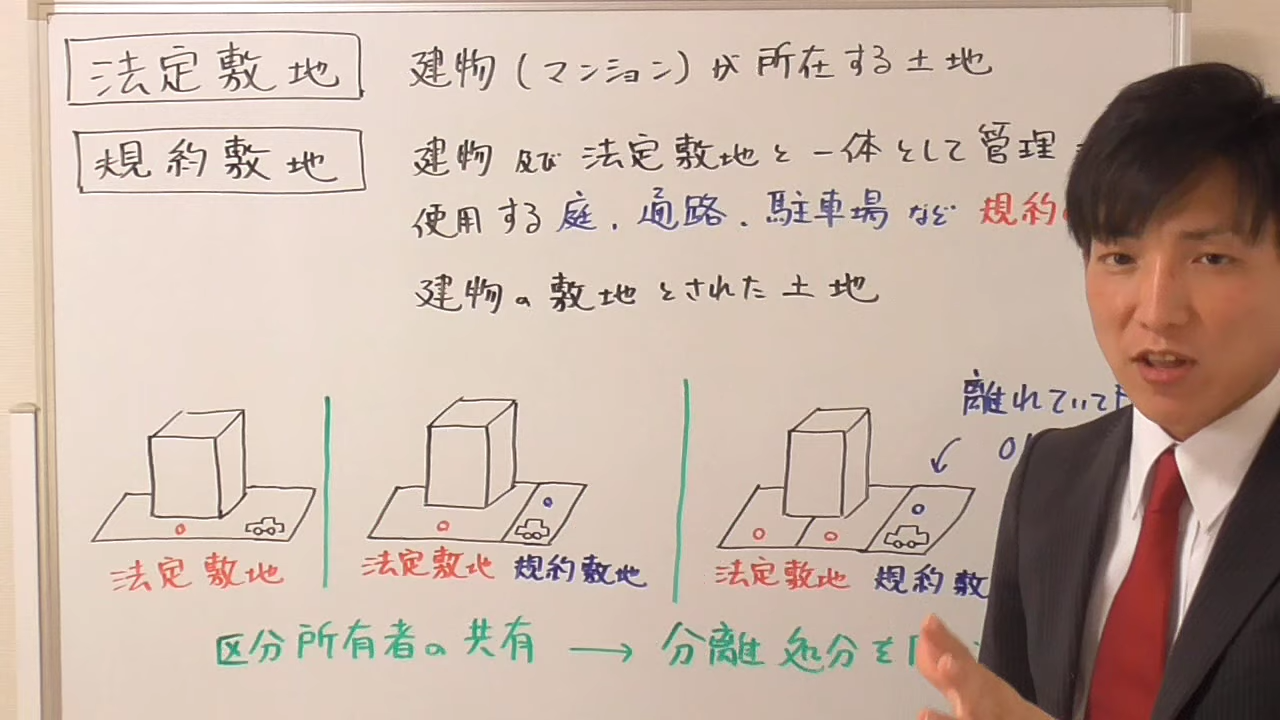 法定敷地 建物(マンション)が所在する土地
規約敷地 建物及び法定敷地と一体として管理
使用する庭、通路、駐車場など規約
建物の敷地とされた土地
離れていて
法定敷地
法定敷地 規約敷地
法定敷地 規約敷
区分所有者の共有 → 分離処分を